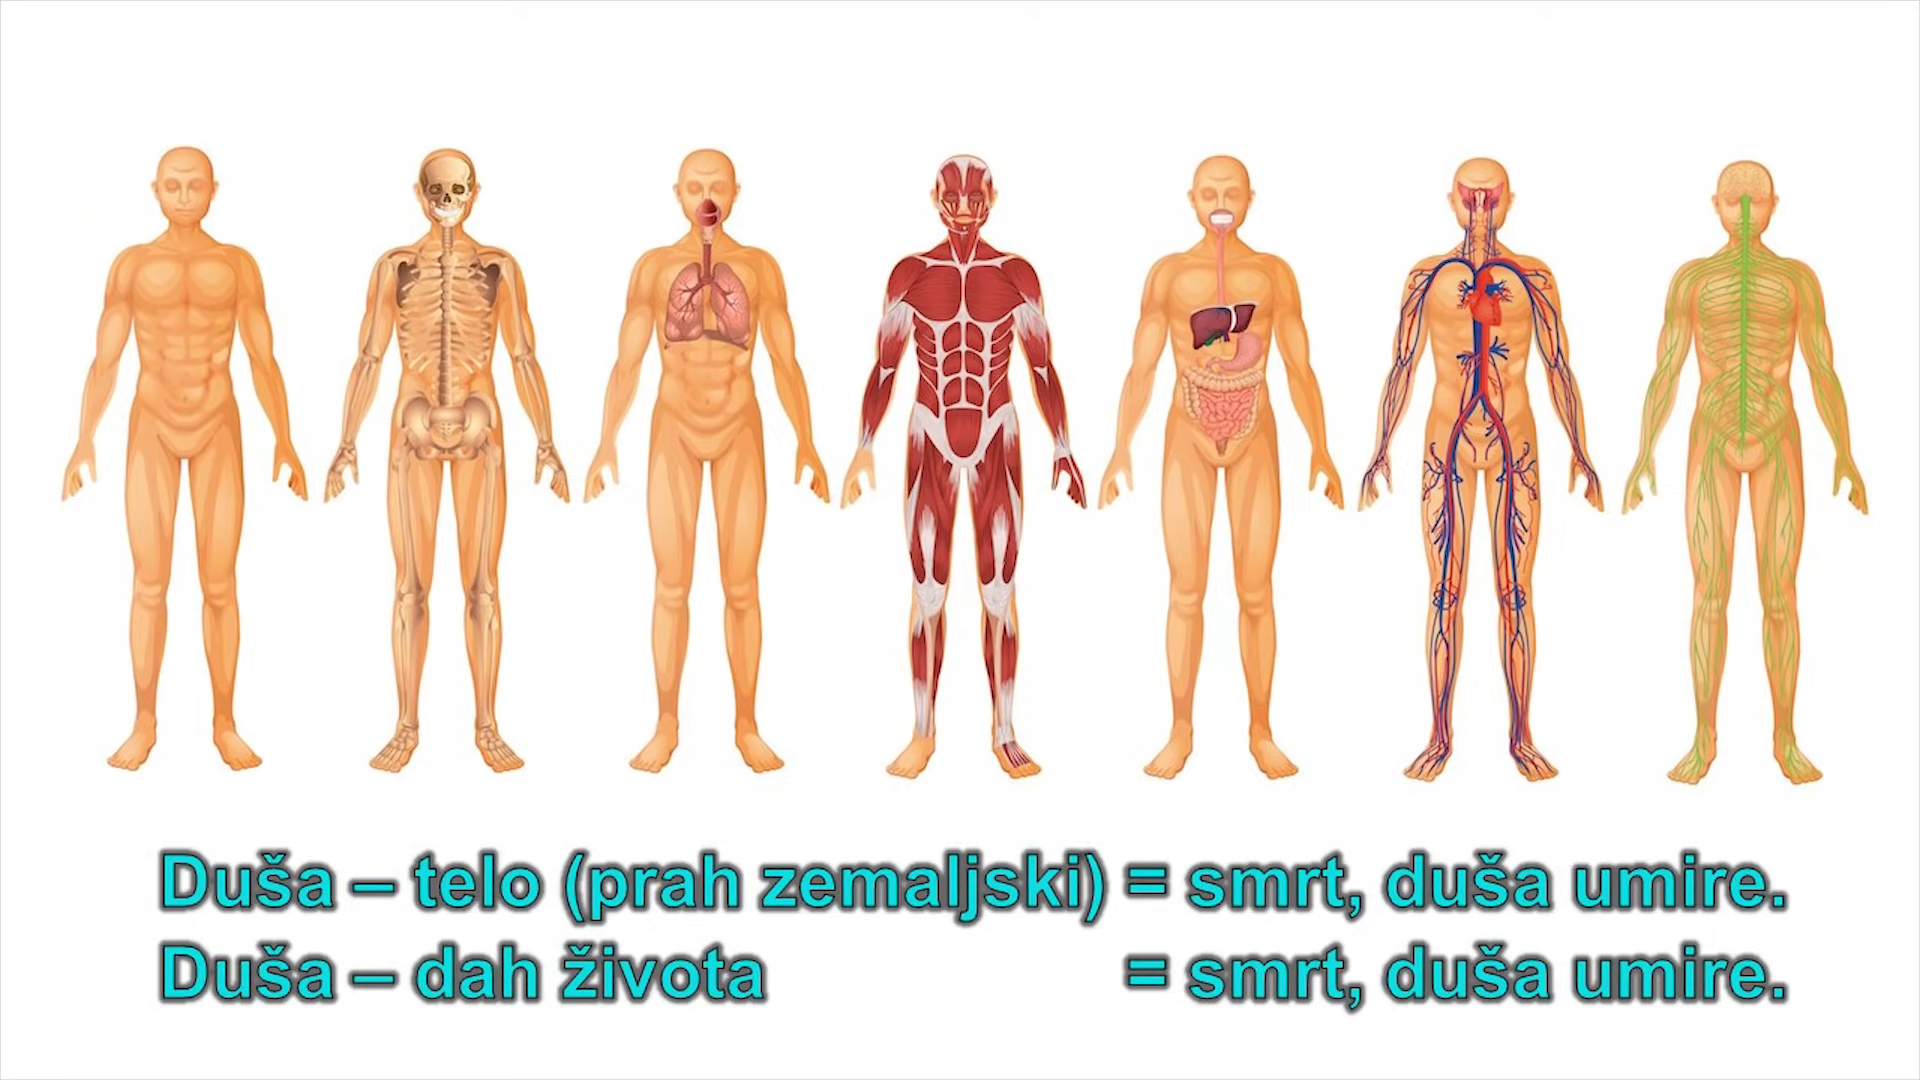 Duša – telo (prah zemaljski) = smrt, duša umire.
Duša – dah života = smrt, duša umire.